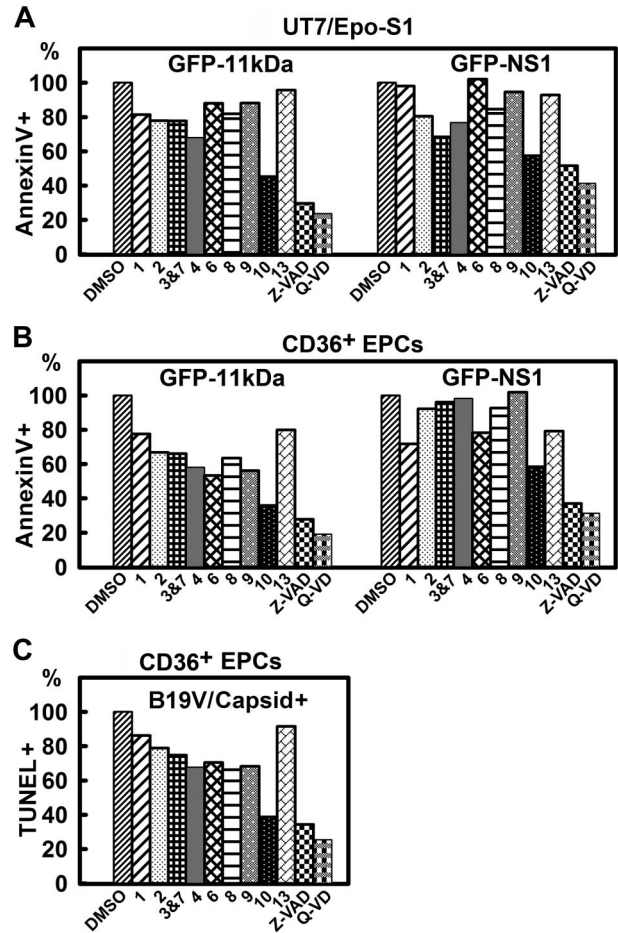 A
UT7/Epo-S1
%
GFP-11kDa
GFP-NS1
100
80
60
40
20
0
AnnexinV+
DMSO 1 2 3&7 4 6 8 9 10 13 Z-VAD Q-VD
DMSO 1 2 3&7 4 6 8 9 10 13 Z-VAD Q-VD
B
CD36+ EPCs
%
GFP-11kDa
GFP-NS1
100
80
60
40
20
0
AnnexinV+
DMSO 1 2 3&7 4 6 8 9 10 13 Z-VAD Q-VD
DMSO 1 2 3&7 4 6 8 9 10 13 Z-VAD Q-VD
C
CD36+ EPCs
%
B19V/Capsid+
100
80
60
40
20
0
TUNEL+
DMSO 1 2 3&7 4 6 8 9 10 13 Z-VAD Q-VD